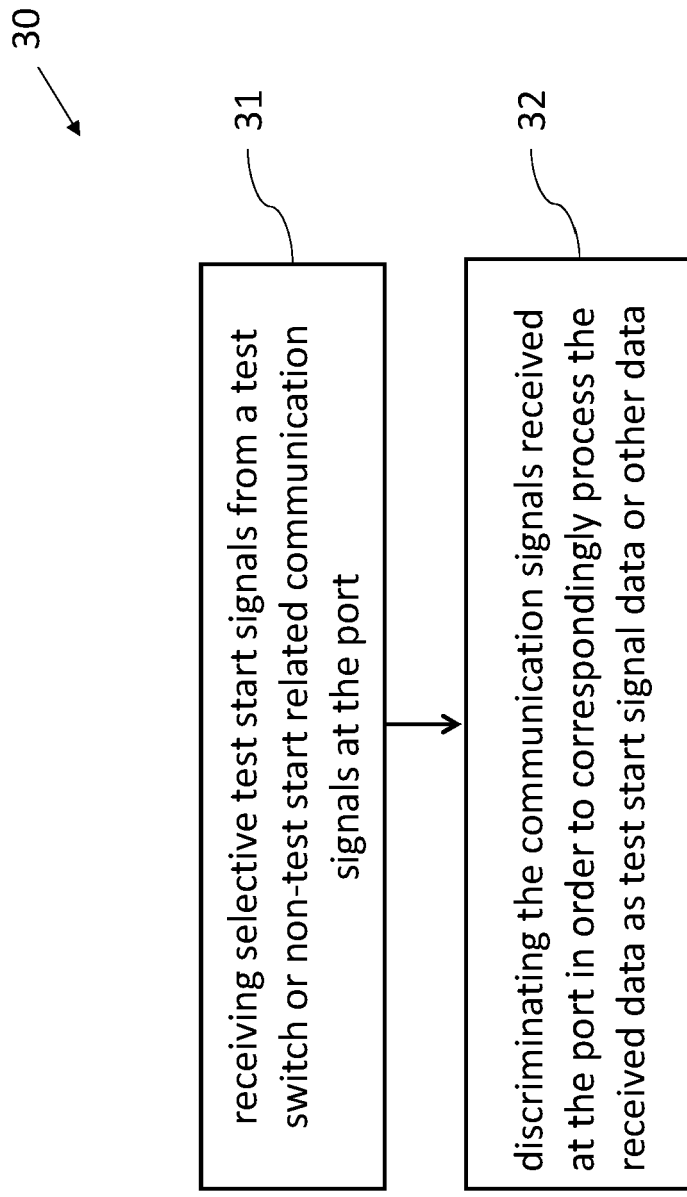 30
receiving selective test start signals from a test
switch or non-test start related communication
signals at the port
31
discriminating the communication signals received
at the port in order to correspondingly process the
received data as test start signal data or other data
32